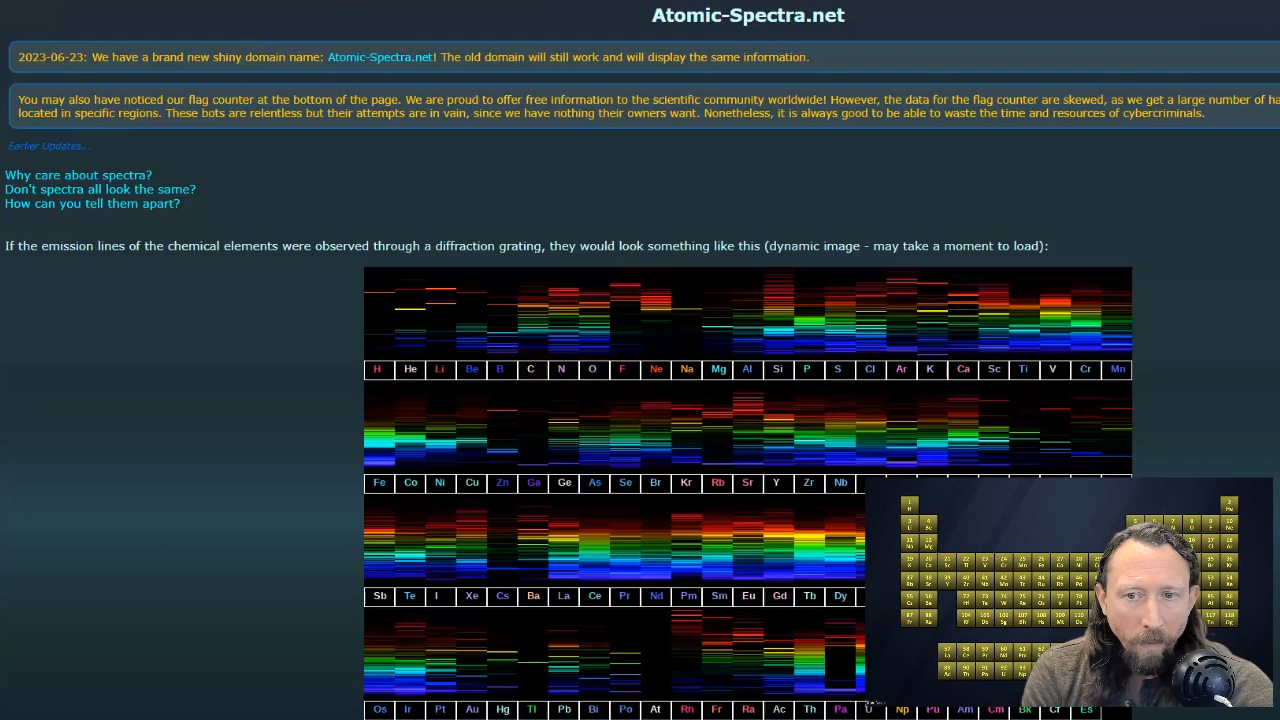 Atomic-Spectra.net
2023-06-23: We have a brand new shiny domain name: Atomic-Spectra.net! The old domain will still work and will display the same information.
You may also have noticed our flag counter at the bottom of the page. We are proud to offer free information to the scientific community worldwide! However, the data for the flag counter are skewed, as we get a large number of ha
located in specific regions. These bots are relentless but their attempts are in vain, since we have nothing their owners want. Nonetheless, it is always good to be able to waste the time and resources of cybercriminals.
Earlier Updates...
Why care about spectra?
Don't spectra all look the same?
How can you tell them apart?
If the emission lines of the chemical elements were observed through a diffraction grating, they would look something like this (dynamic image - may take a moment to load):
H He Li Be B C N O F Ne Na Mg Al Si P S Cl Ar K Ca Sc Ti V Cr Mn
Fe Co Ni Cu Zn Ga Ge As Se Br Kr Rb Sr Y Zr Nb
Sb Te I Xe Cs Ba La Ce Pr Nd Pm Sm Eu Gd Tb Dy
Os Ir Pt Au Hg Tl Pb Bi Po At Rn Fr Ra Ac Th Pa U Np Pu Am Cm Bk Cf Es